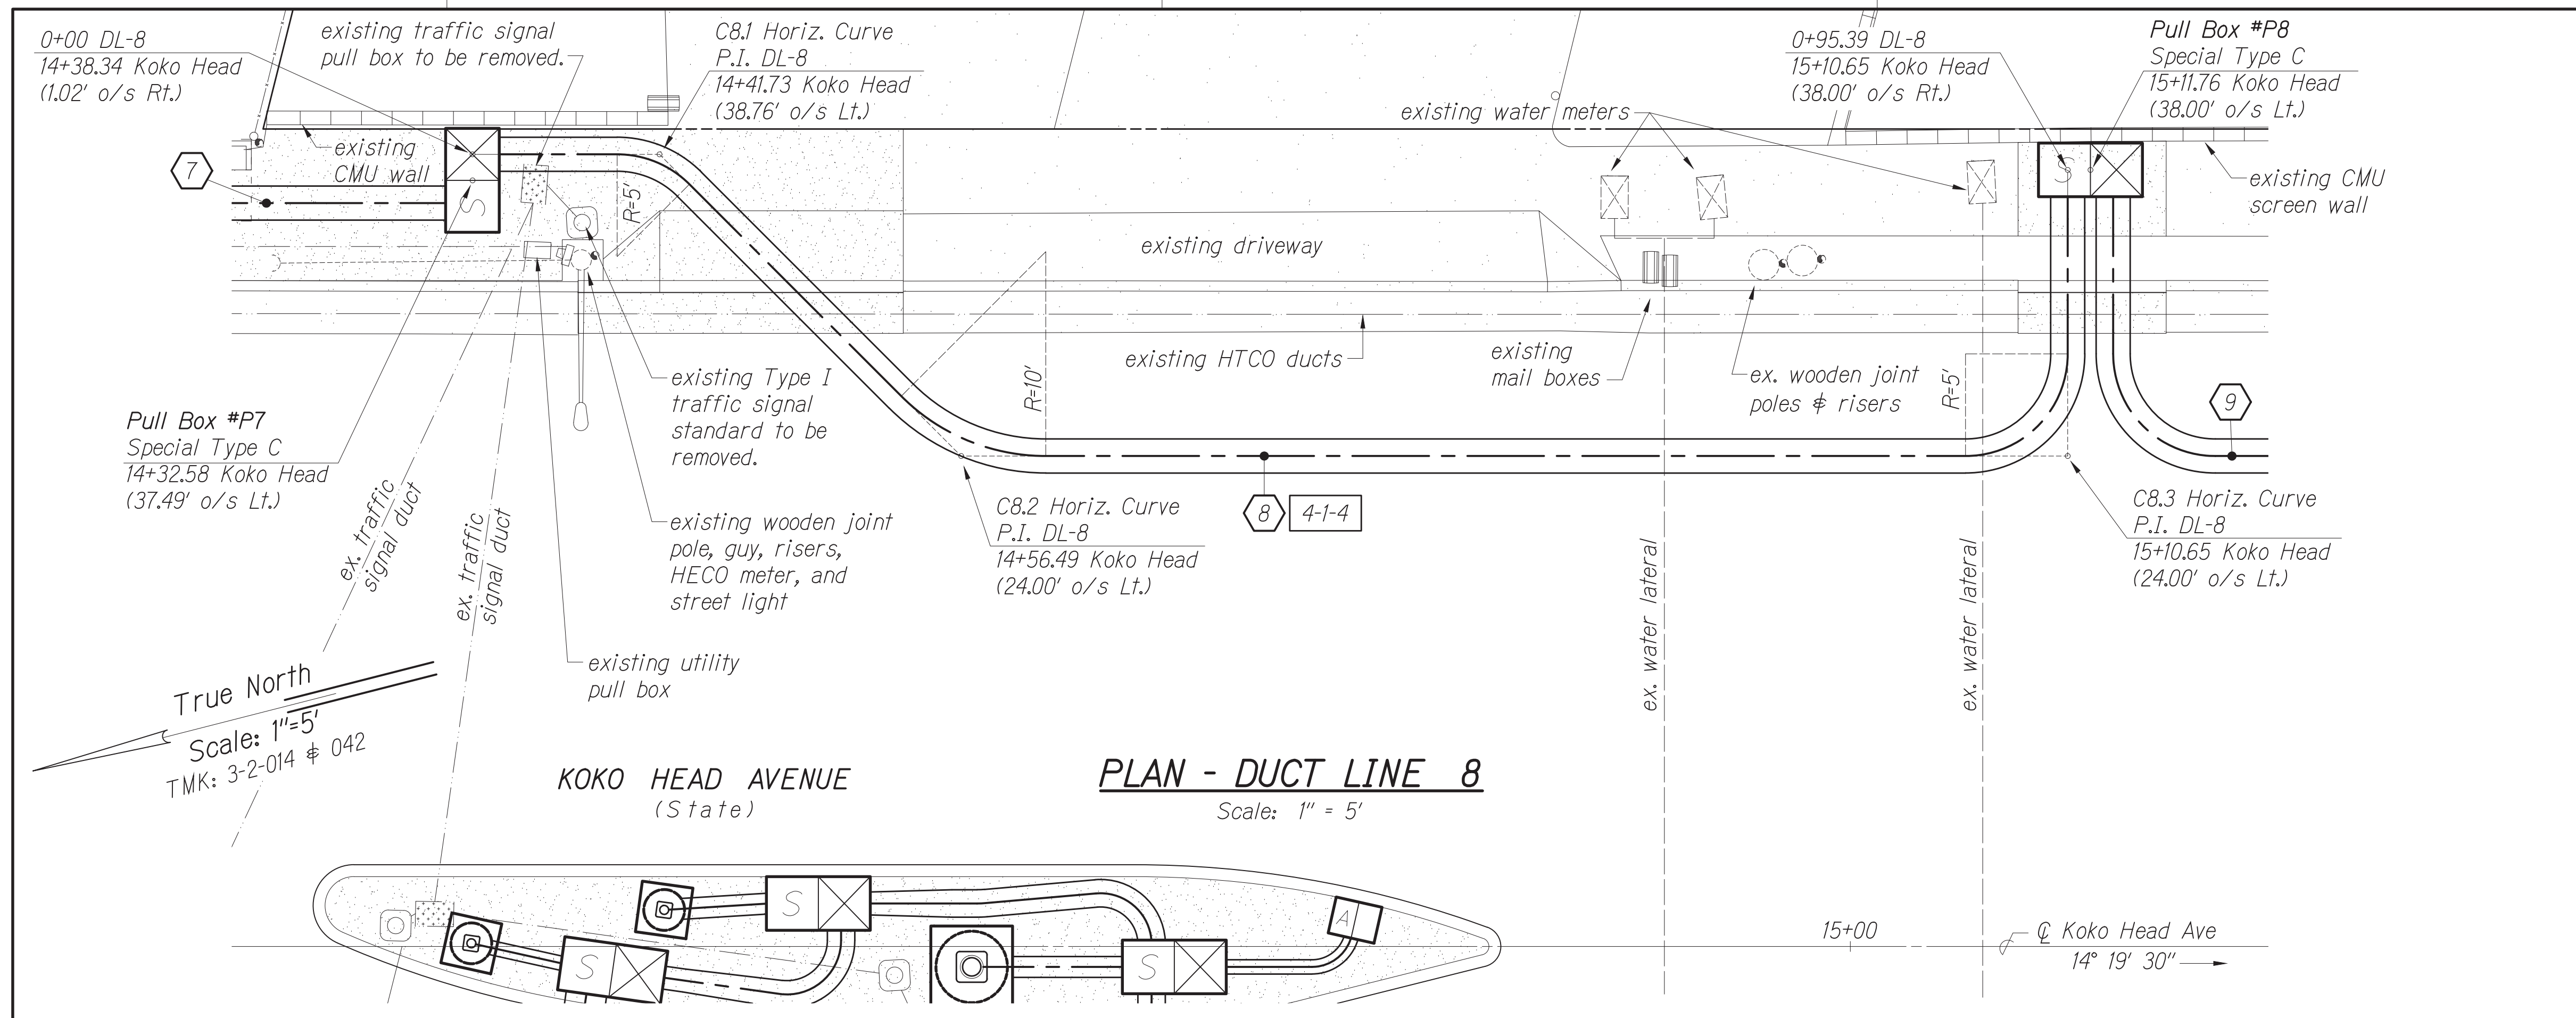 0+00 DL-8
14+38.34 Koko Head
(1.02' o/s Rt.)
existing traffic signal
pull box to be removed.
C8.1 Horiz. Curve
P.I. DL-8
14+41.73 Koko Head
(38.76' o/s Lt.)
0+95.39 DL-8
15+10.65 Koko Head
(38.00' o/s Rt.)
Pull Box #P8
Special Type C
15+11.76 Koko Head
(38.00' o/s Lt.)
existing water meters
existing
CMU wall
7
S
R=5'
existing driveway
S
existing CMU
screen wall
existing HTCO ducts
existing
mail boxes
ex. wooden joint
poles & risers
R=10'
R=5'
9
existing Type I
traffic signal
standard to be
removed.
Pull Box #P7
Special Type C
14+32.58 Koko Head
(37.49' o/s Lt.)
ex. traffic
signal duct
ex. traffic
signal duct
existing wooden joint
pole, guy, risers,
HECO meter, and
street light
C8.2 Horiz. Curve
P.I. DL-8
14+56.49 Koko Head
(24.00' o/s Lt.)
8
4-1-4
C8.3 Horiz. Curve
P.I. DL-8
15+10.65 Koko Head
(24.00' o/s Lt.)
ex. water lateral
ex. water lateral
existing utility
pull box
True North
Scale: 1"=5'
TMK: 3-2-014 & 042
KOKO HEAD AVENUE
(State)
PLAN - DUCT LINE 8
Scale: 1" = 5'
S
A
S
S
15+00
℄ Koko Head Ave
14° 19' 30"